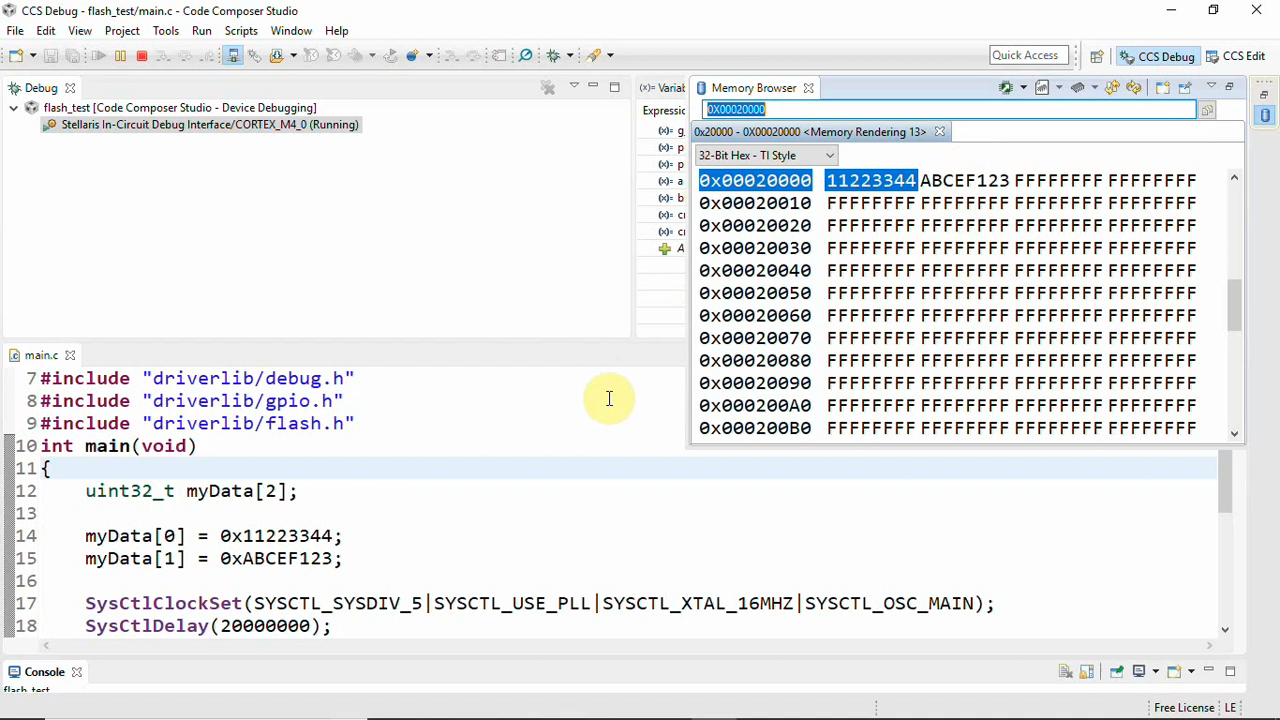 CCS Debug - flash_test/main.c - Code Composer Studio
File Edit View Project Tools Run Scripts Window Help
Quick Access
CCS Debug
CCS Edit
Debug
flash_test [Code Composer Studio - Device Debugging]
Stellaris In-Circuit Debug Interface/CORTEX_M4_0 (Running)
(x)= Variab
Expressio
(x)= g
(x)= p
(x)= p
(x)= a
(x)= b
(x)= c
(x)= c
A
Memory Browser
0X00020000
0x20000 - 0X00020000 <Memory Rendering 13>
32-Bit Hex - TI Style
0x00020000 11223344 ABCEF123 FFFFFFFF FFFFFFFF
0x00020010 FFFFFFFF FFFFFFFF FFFFFFFF FFFFFFFF
0x00020020 FFFFFFFF FFFFFFFF FFFFFFFF FFFFFFFF
0x00020030 FFFFFFFF FFFFFFFF FFFFFFFF FFFFFFFF
0x00020040 FFFFFFFF FFFFFFFF FFFFFFFF FFFFFFFF
0x00020050 FFFFFFFF FFFFFFFF FFFFFFFF FFFFFFFF
0x00020060 FFFFFFFF FFFFFFFF FFFFFFFF FFFFFFFF
0x00020070 FFFFFFFF FFFFFFFF FFFFFFFF FFFFFFFF
0x00020080 FFFFFFFF FFFFFFFF FFFFFFFF FFFFFFFF
0x00020090 FFFFFFFF FFFFFFFF FFFFFFFF FFFFFFFF
0x000200A0 FFFFFFFF FFFFFFFF FFFFFFFF FFFFFFFF
0x000200B0 FFFFFFFF FFFFFFFF FFFFFFFF FFFFFFFF
main.c
7 #include "driverlib/debug.h"
8 #include "driverlib/gpio.h"
9 #include "driverlib/flash.h"
10 int main(void)
11 {
12 uint32_t myData[2];
13
14 myData[0] = 0x11223344;
15 myData[1] = 0xABCEF123;
16
17 SysCtlClockSet(SYSCTL_SYSDIV_5|SYSCTL_USE_PLL|SYSCTL_XTAL_16MHZ|SYSCTL_OSC_MAIN);
18 SysCtlDelay(20000000);
Console
flash_test
Free License
LE